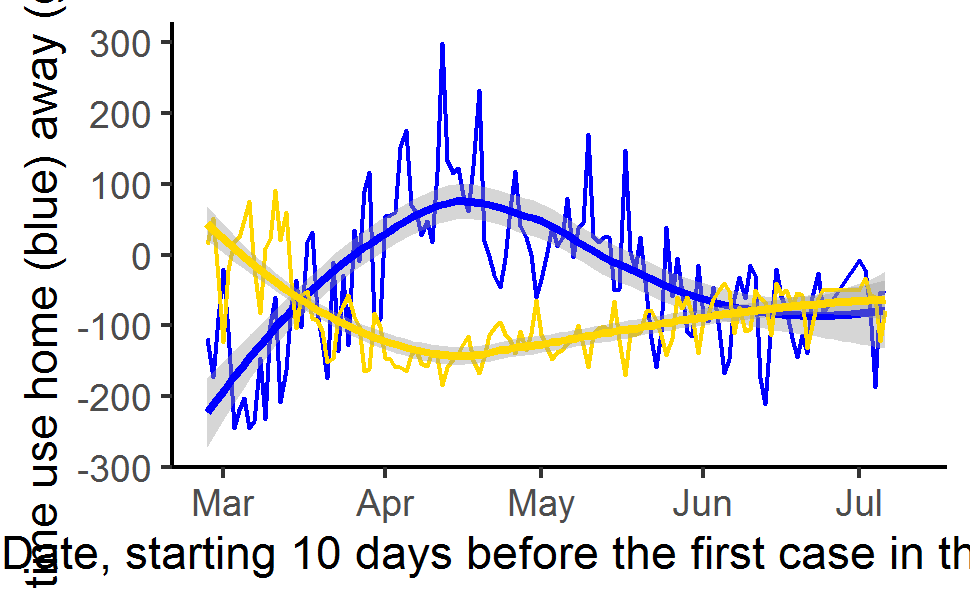 time use home (blue) away (
300
200
100
0
-100
-200
-300
Mar Apr May Jun Jul
Date, starting 10 days before the first case in th